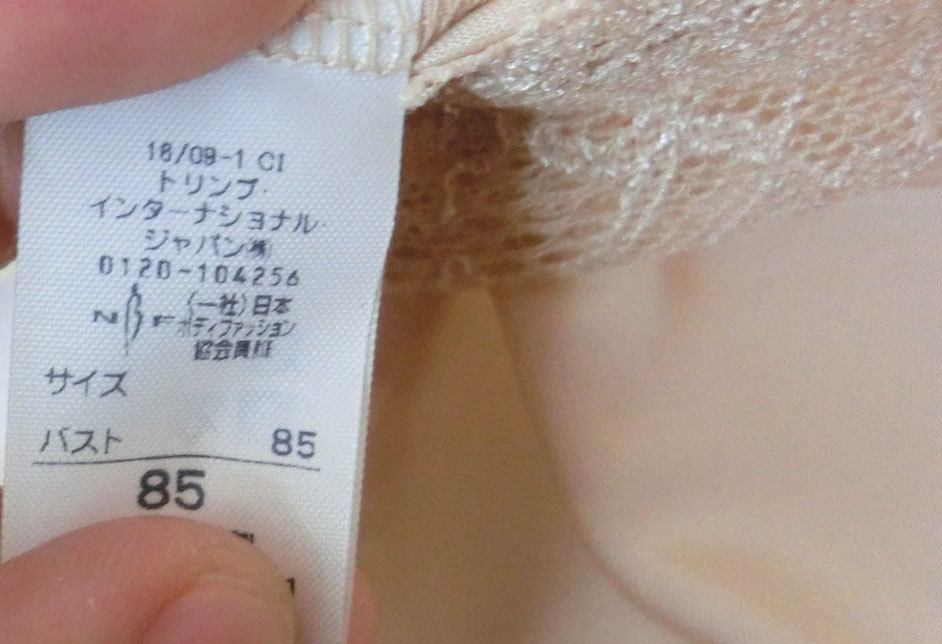 18/09-1 CI
トリンプ・
インターナショナル・
ジャパン㈱
0120-104256
(一社)日本
ボディファッション
協会員証
サイズ
バスト 85
85